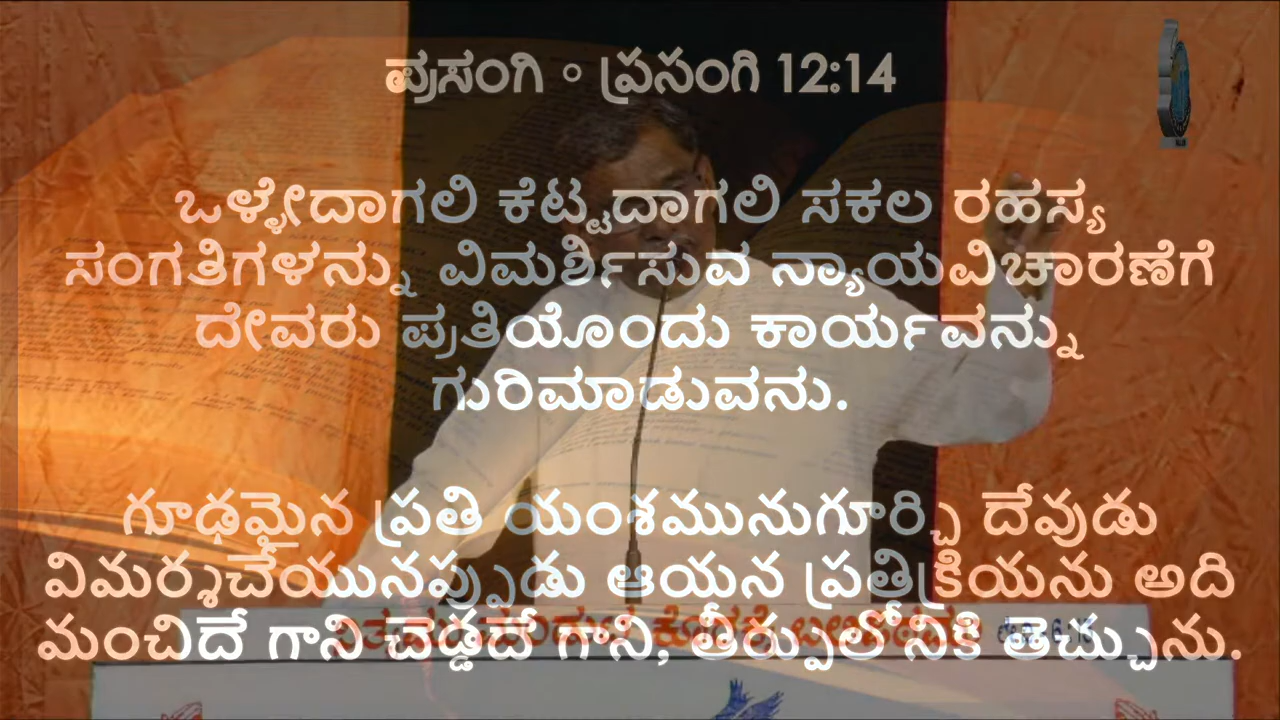 ಪ್ರಸಂಗಿ ° ప్రసంగి 12:14
ಒಳ್ಳೇದಾಗಲಿ ಕೆಟ್ಟದಾಗಲಿ ಸಕಲ ರಹಸ್ಯ
ಸಂಗತಿಗಳನ್ನು ವಿಮರ್ಶಿಸುವ ನ್ಯಾಯವಿಚಾರಣೆಗೆ
ದೇವರು ಪ್ರತಿಯೊಂದು ಕಾರ್ಯವನ್ನು
ಗುರಿಮಾಡುವನು.
గూఢమైన ప్రతి యంశమునుగూర్చి దేవుడు
విమర్శచేయునప్పుడు ఆయన ప్రతిక్రియను అది
మంచిదే గాని చెడ్డదే గాని, తీర్పులోనికి తెచ్చును.